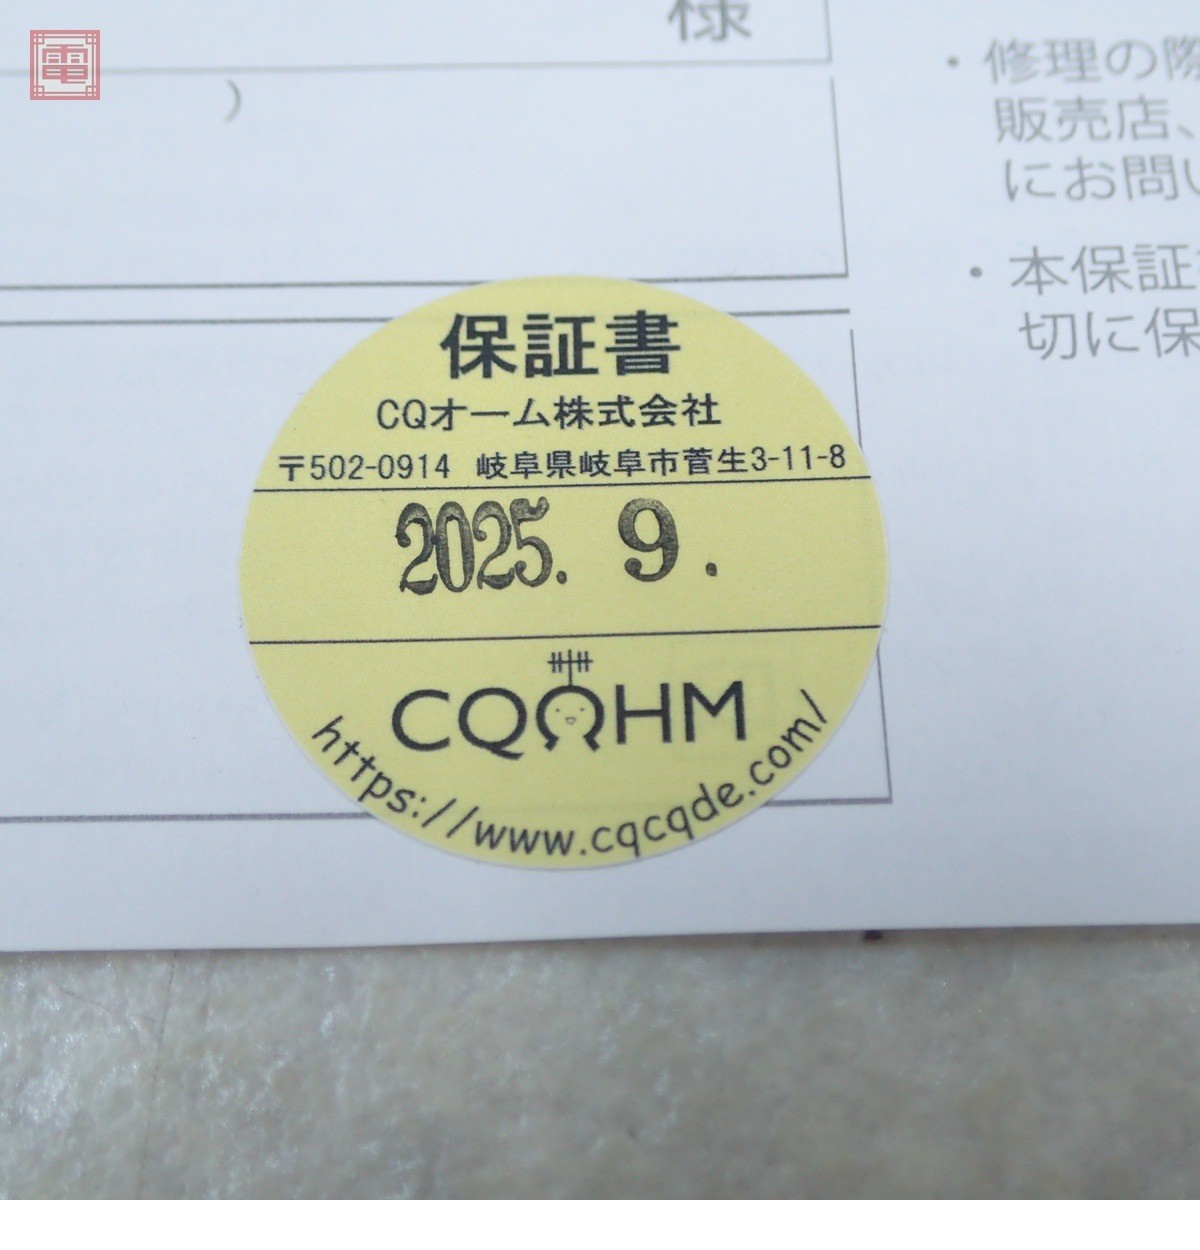 電
様
)
・修理の際
販売店、
にお問い
・本保証
切に保
保証書
CQオーム株式会社
〒502-0914 岐阜県岐阜市菅生3-11-8
2025. 9.
CQΩHM
https://www.cqcqde.com/